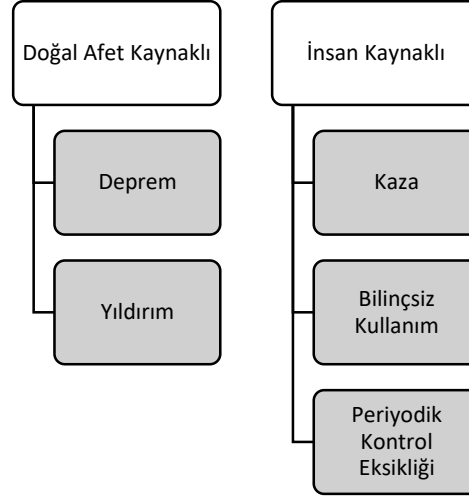 Doğal Afet Kaynaklı
Deprem
Yıldırım
İnsan Kaynaklı
Kaza
Bilinçsiz
Kullanım
Periyodik
Kontrol
Eksikliği